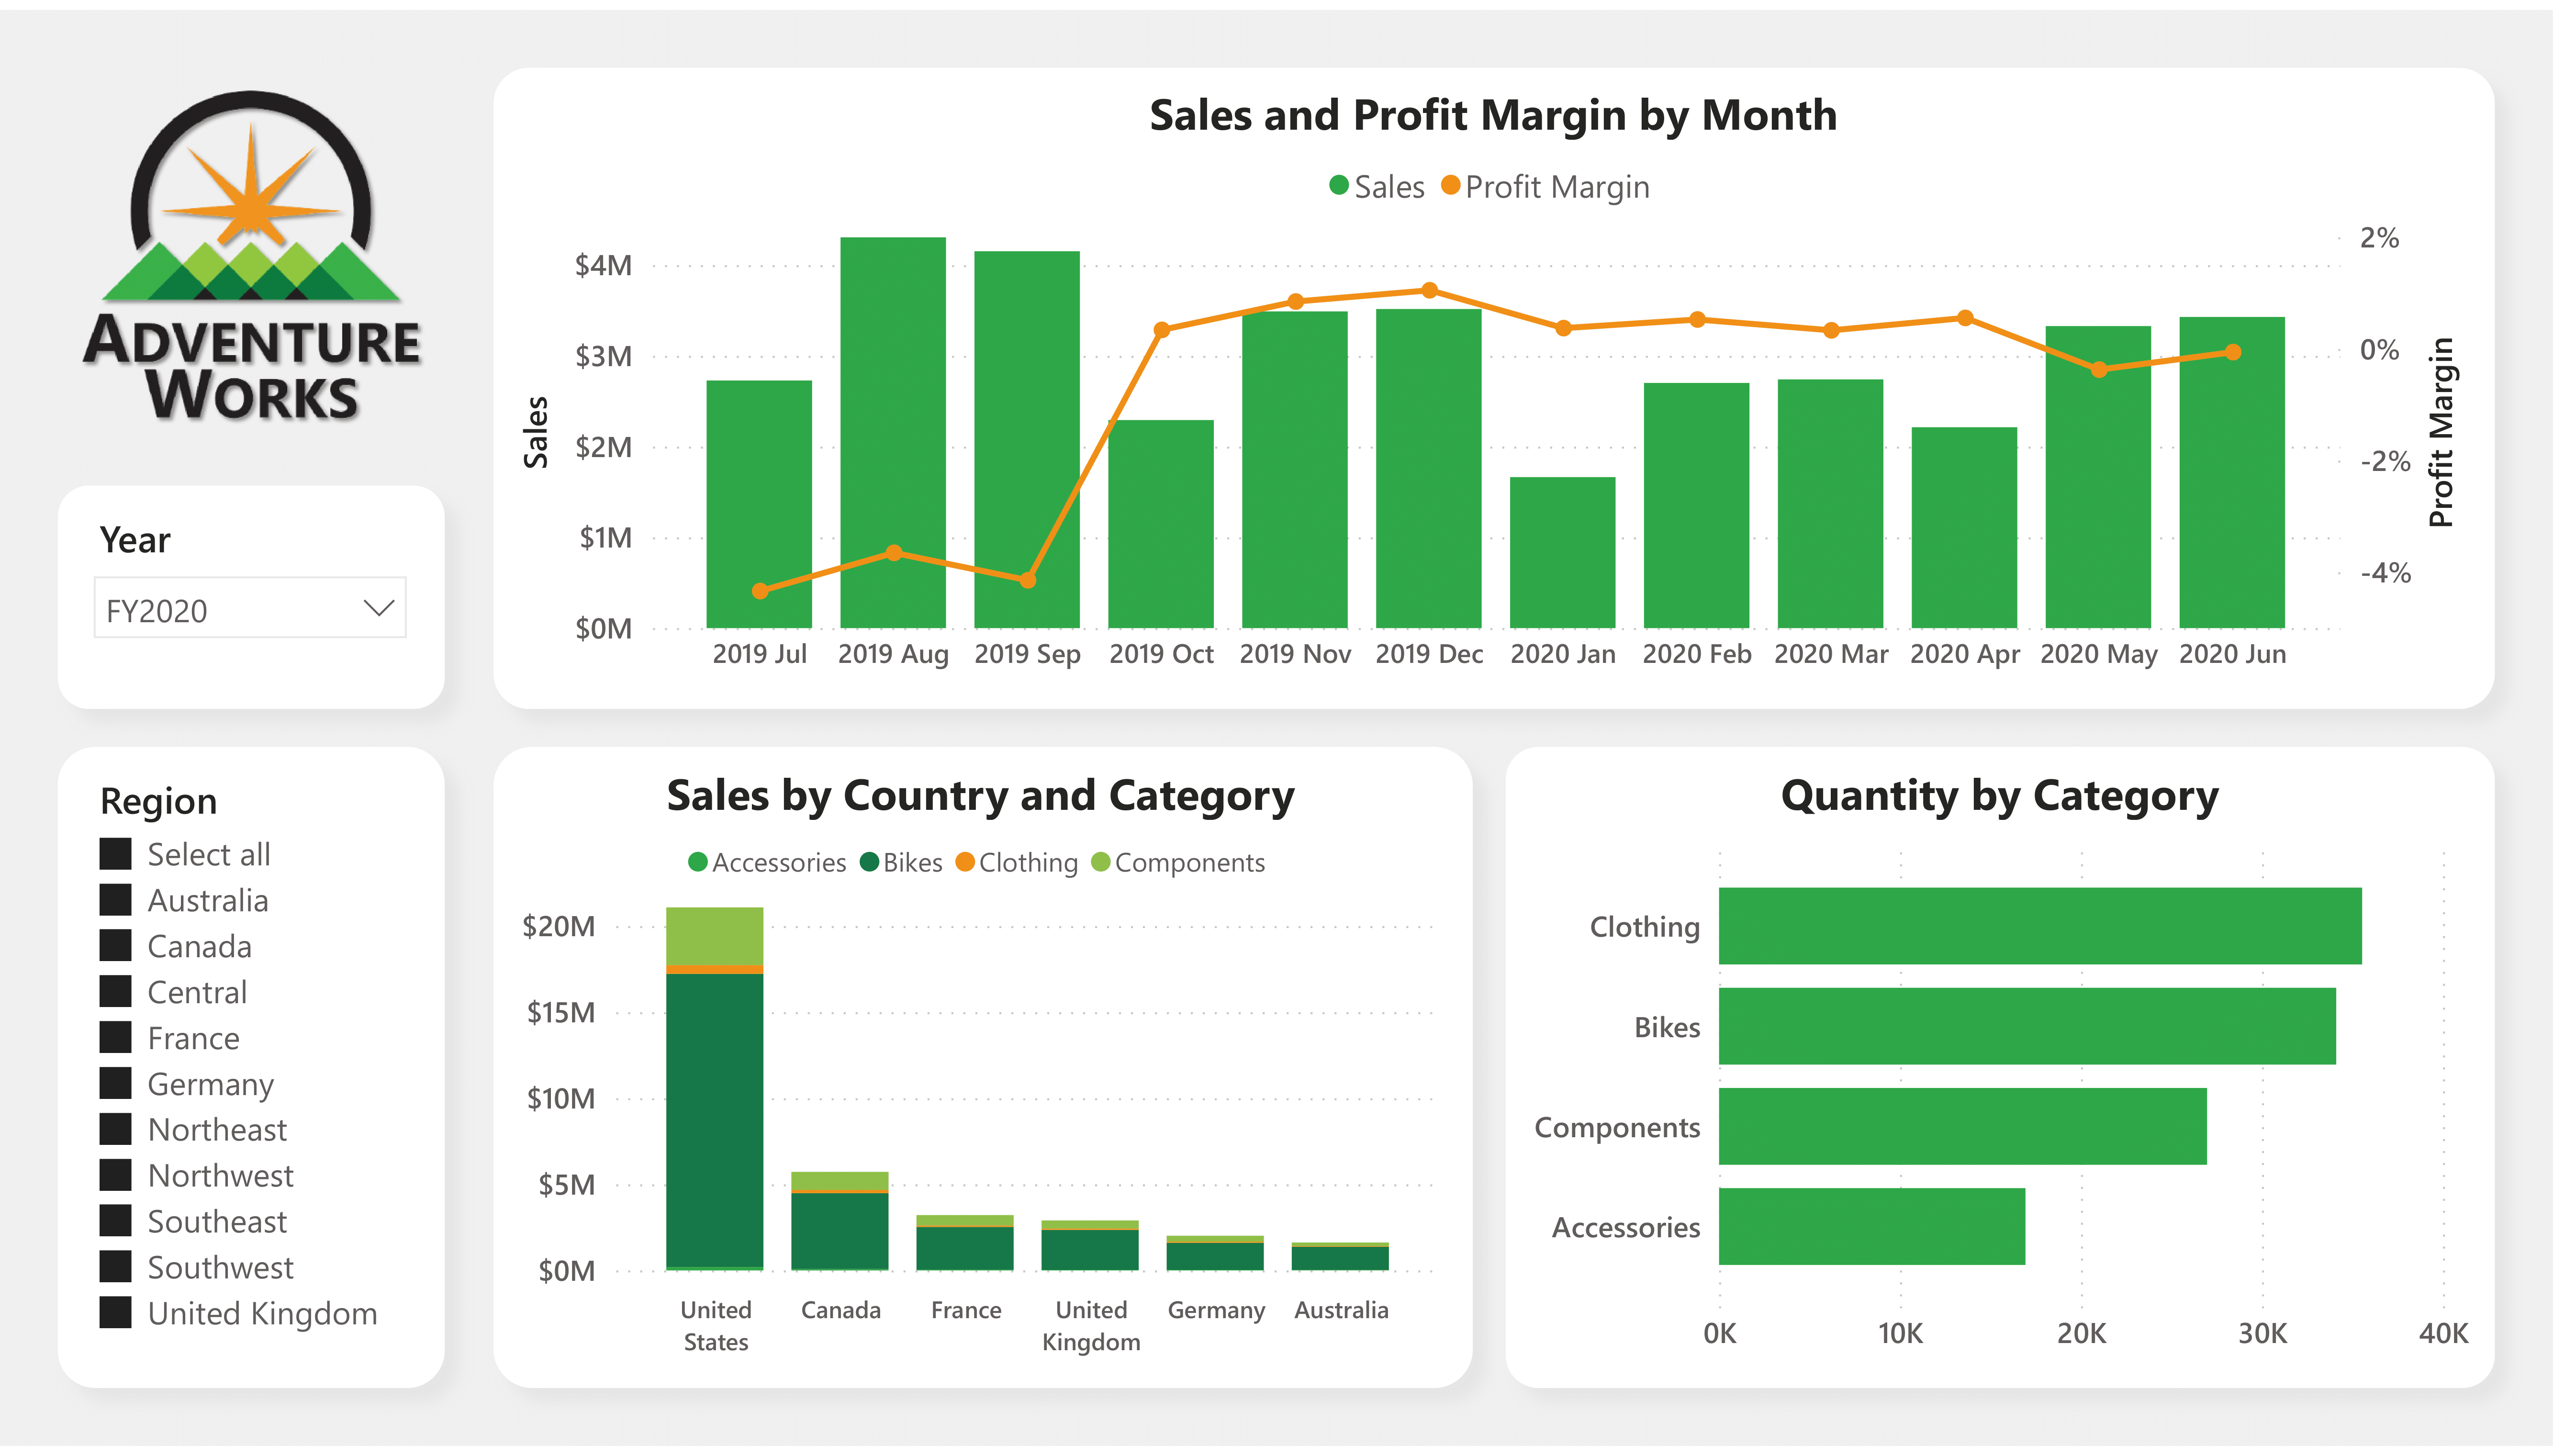 ADVENTURE
WORKS
Year
FY2020
Region
Select all
Australia
Canada
Central
France
Germany
Northeast
Northwest
Southeast
Southwest
United Kingdom
Sales and Profit Margin by Month
Sales Profit Margin
Sales
$4M
$3M
$2M
$1M
$0M
2%
0%
-2%
-4%
Profit Margin
2019 Jul 2019 Aug 2019 Sep 2019 Oct 2019 Nov 2019 Dec 2020 Jan 2020 Feb 2020 Mar 2020 Apr 2020 May 2020 Jun
Sales by Country and Category
Accessories Bikes Clothing Components
$20M
$15M
$10M
$5M
$0M
United States
Canada
France
United Kingdom
Germany
Australia
Quantity by Category
Clothing
Bikes
Components
Accessories
0K 10K 20K 30K 40K